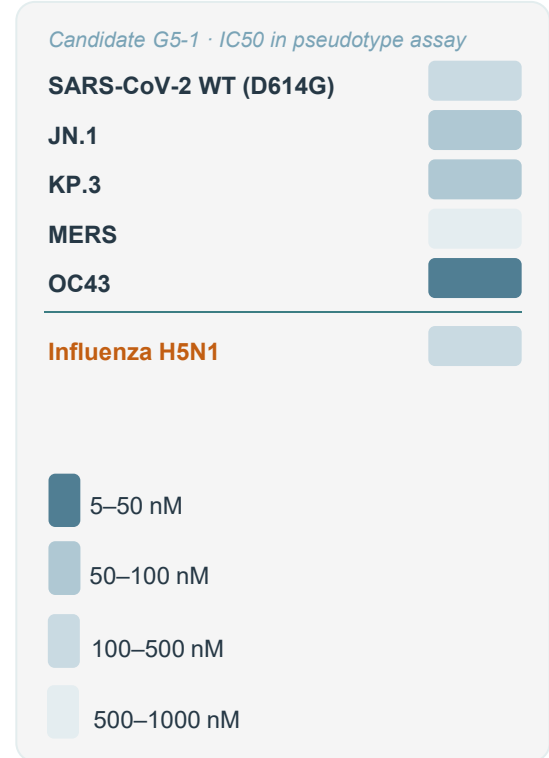 Candidate G5-1 · IC50 in pseudotype assay
SARS-CoV-2 WT (D614G)
JN.1
KP.3
MERS
OC43
Influenza H5N1
5–50 nM
50–100 nM
100–500 nM
500–1000 nM